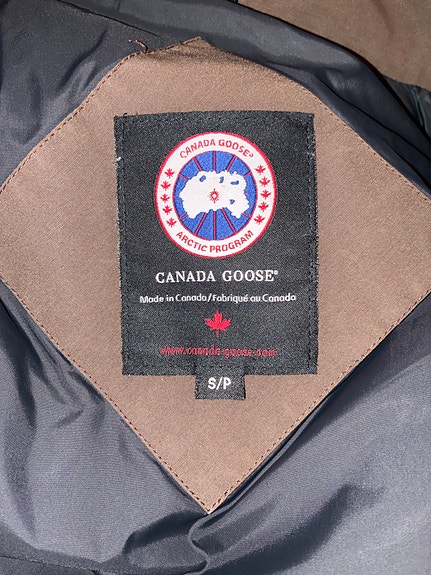 CANADA GOOSE®
ARCTIC PROGRAM
CANADA GOOSE®
Made in Canada/Fabriqué au Canada
www.canada-goose.com
S/P